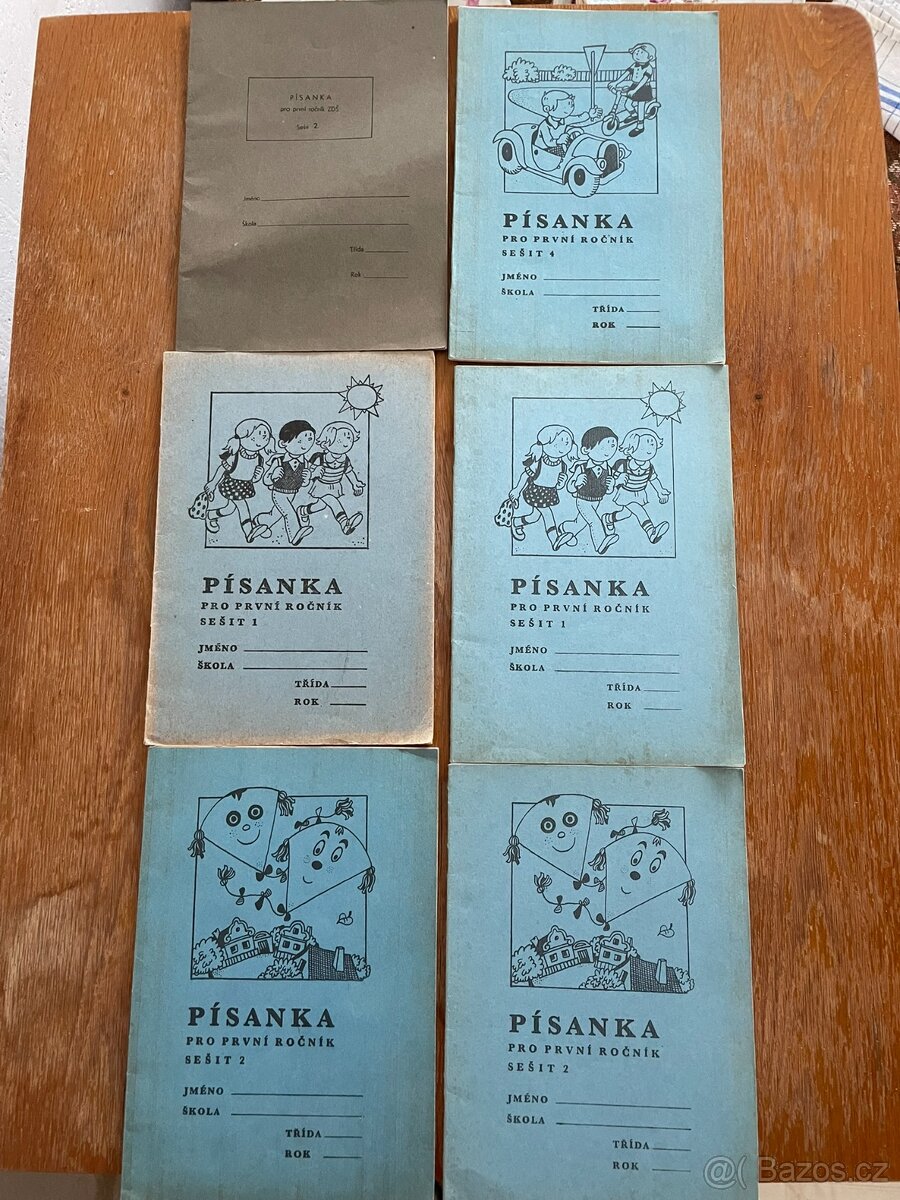 PÍSANKA
pro první ročník ZDŠ
Sešit 2
Jméno
Škola
Třída
Rok
PÍSANKA
PRO PRVNÍ ROČNÍK
SEŠIT 4
JMÉNO
ŠKOLA
TŘÍDA
ROK
PÍSANKA
PRO PRVNÍ ROČNÍK
SEŠIT 1
JMÉNO
ŠKOLA
TŘÍDA
ROK
PÍSANKA
PRO PRVNÍ ROČNÍK
SEŠIT 1
JMÉNO
ŠKOLA
TŘÍDA
ROK
PÍSANKA
PRO PRVNÍ ROČNÍK
SEŠIT 2
JMÉNO
ŠKOLA
TŘÍDA
ROK
PÍSANKA
PRO PRVNÍ ROČNÍK
SEŠIT 2
JMÉNO
ŠKOLA
TŘÍDA
ROK
@( Bazos.cz